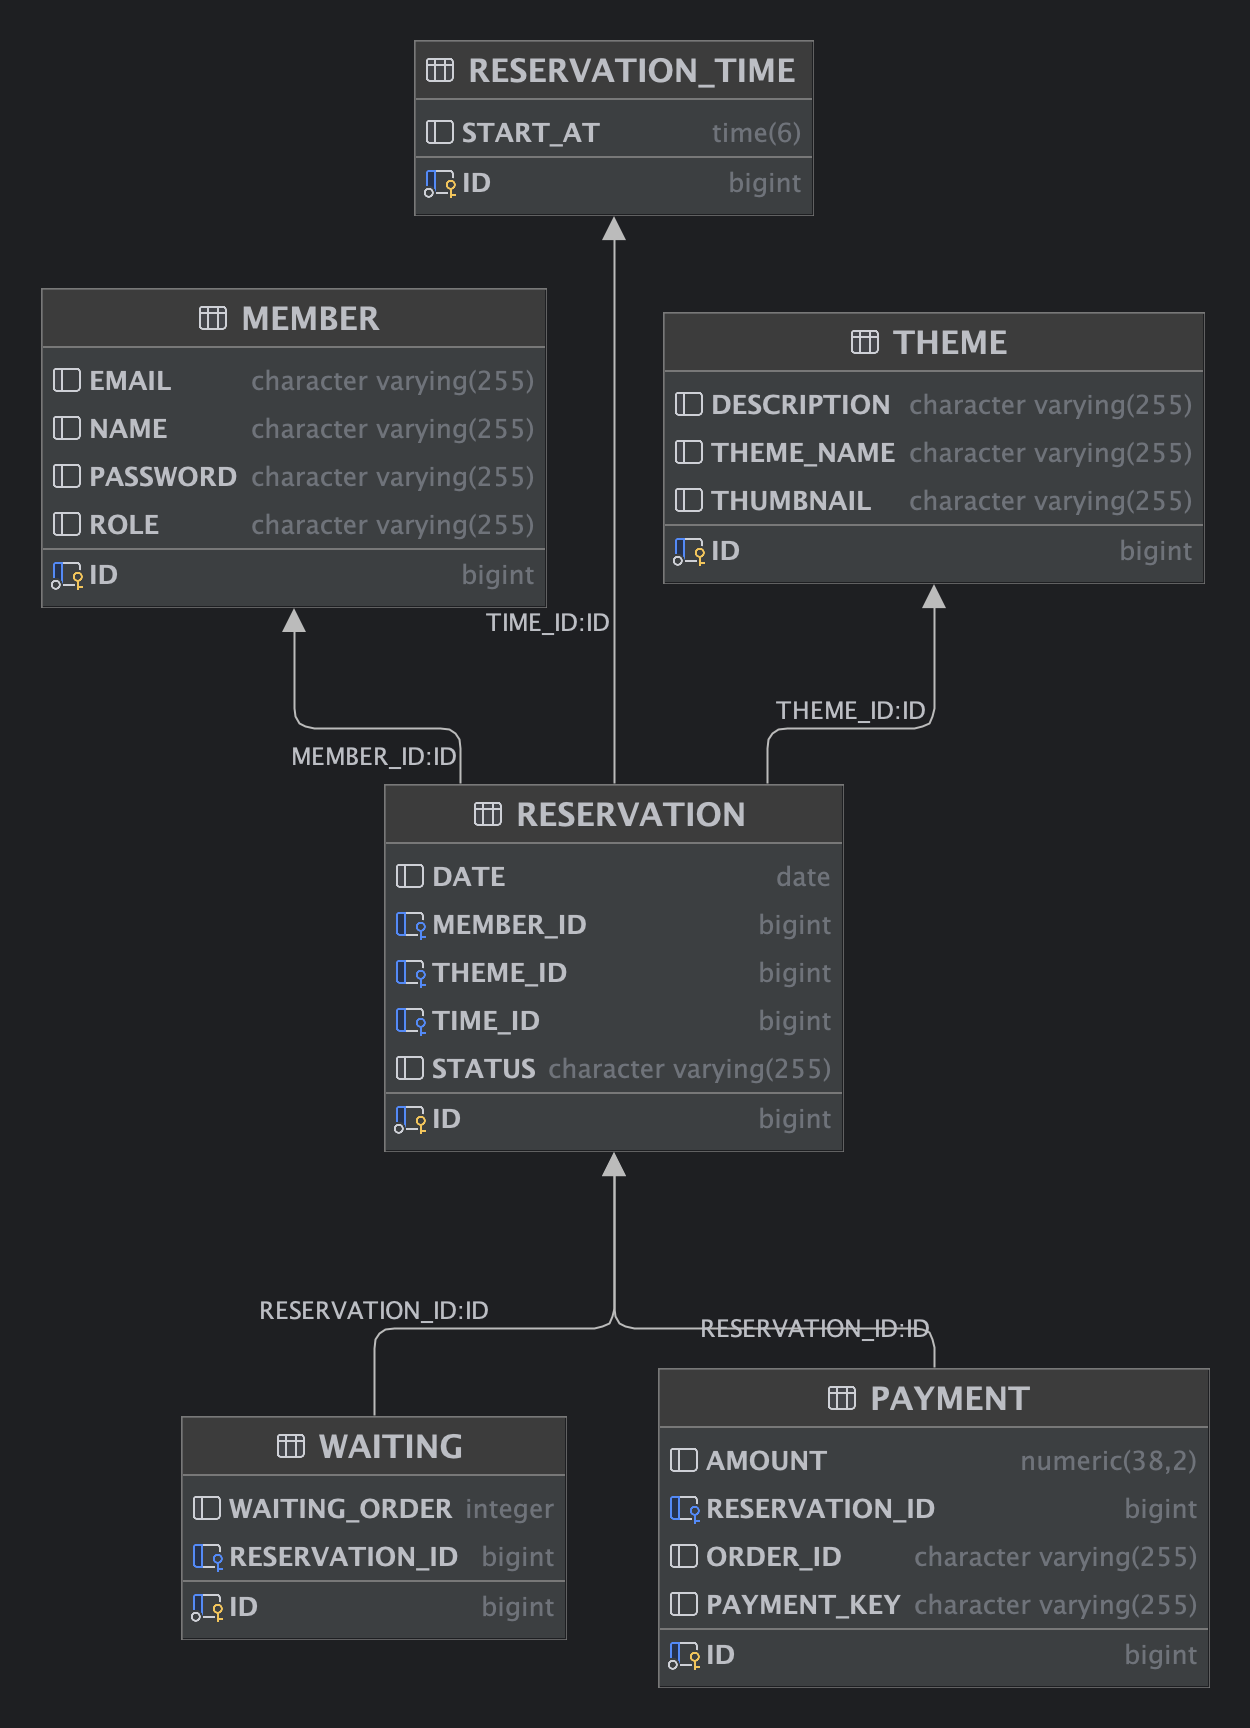 RESERVATION_TIME
START_AT time(6)
ID bigint
MEMBER
EMAIL character varying(255)
NAME character varying(255)
PASSWORD character varying(255)
ROLE character varying(255)
ID bigint
THEME
DESCRIPTION character varying(255)
THEME_NAME character varying(255)
THUMBNAIL character varying(255)
ID bigint
TIME_ID:ID
THEME_ID:ID
MEMBER_ID:ID
RESERVATION
DATE date
MEMBER_ID bigint
THEME_ID bigint
TIME_ID bigint
STATUS character varying(255)
ID bigint
RESERVATION_ID:ID
RESERVATION_ID:ID
WAITING
WAITING_ORDER integer
RESERVATION_ID bigint
ID bigint
PAYMENT
AMOUNT numeric(38,2)
RESERVATION_ID bigint
ORDER_ID character varying(255)
PAYMENT_KEY character varying(255)
ID bigint